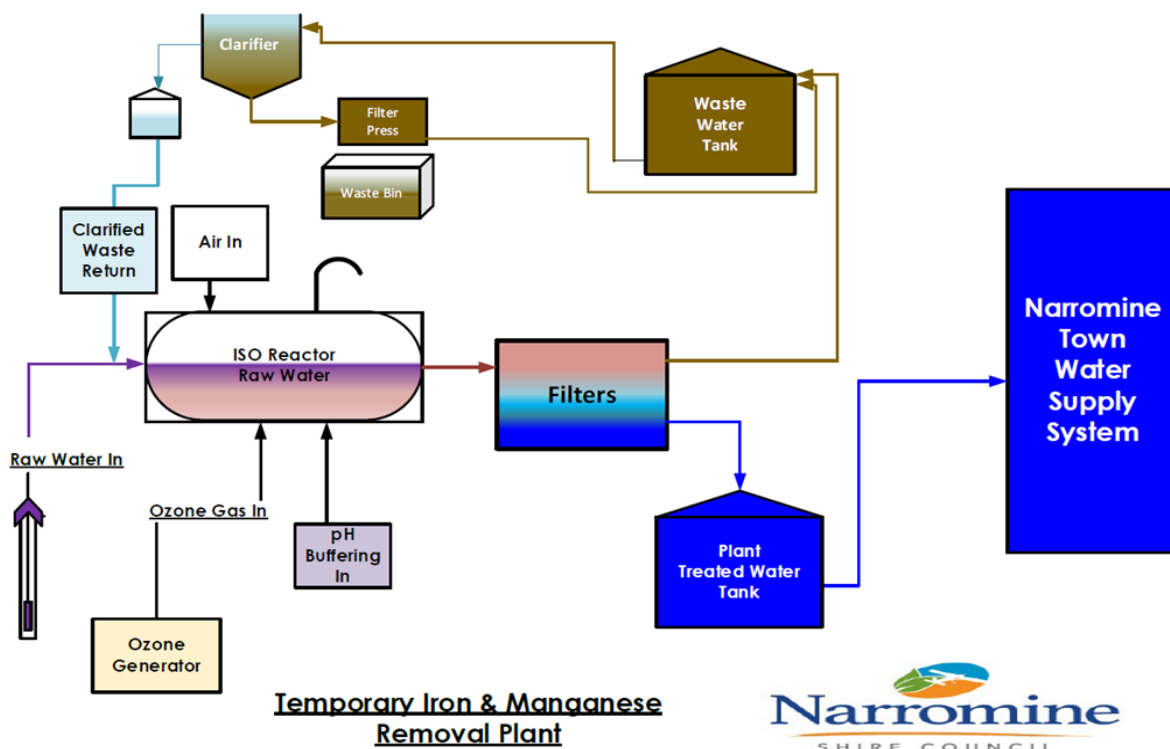 Clarifier
Filter
Press
Waste Bin
Waste
Water
Tank
Clarified
Waste
Return
Air In
ISO Reactor
Raw Water
Filters
Narromine
Town
Water
Supply
System
Raw Water In
Ozone Gas In
pH
Buffering
In
Plant
Treated Water
Tank
Ozone
Generator
Temporary Iron & Manganese
Removal Plant
Narromine
SHIRE COUNCIL